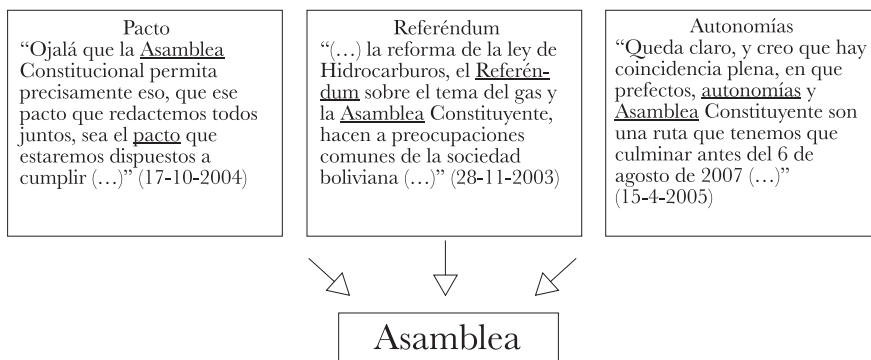 Pacto
“Ojalá que la Asamblea
Constitucional permita
precisamente eso, que ese
pacto que redactemos todos
juntos, sea el pacto que
estaremos dispuestos a
cumplir (…)” (17-10-2004)
Referéndum
“(…) la reforma de la ley de
Hidrocarburos, el Referén-
dum sobre el tema del gas y
la Asamblea Constituyente,
hacen a preocupaciones
comunes de la sociedad
boliviana (…)” (28-11-2003)
Autonomías
“Queda claro, y creo que hay
coincidencia plena, en que
prefectos, autonomías y
Asamblea Constituyente son
una ruta que tenemos que
culminar antes del 6 de
agosto de 2007 (…)”
(15-4-2005)
Asamblea